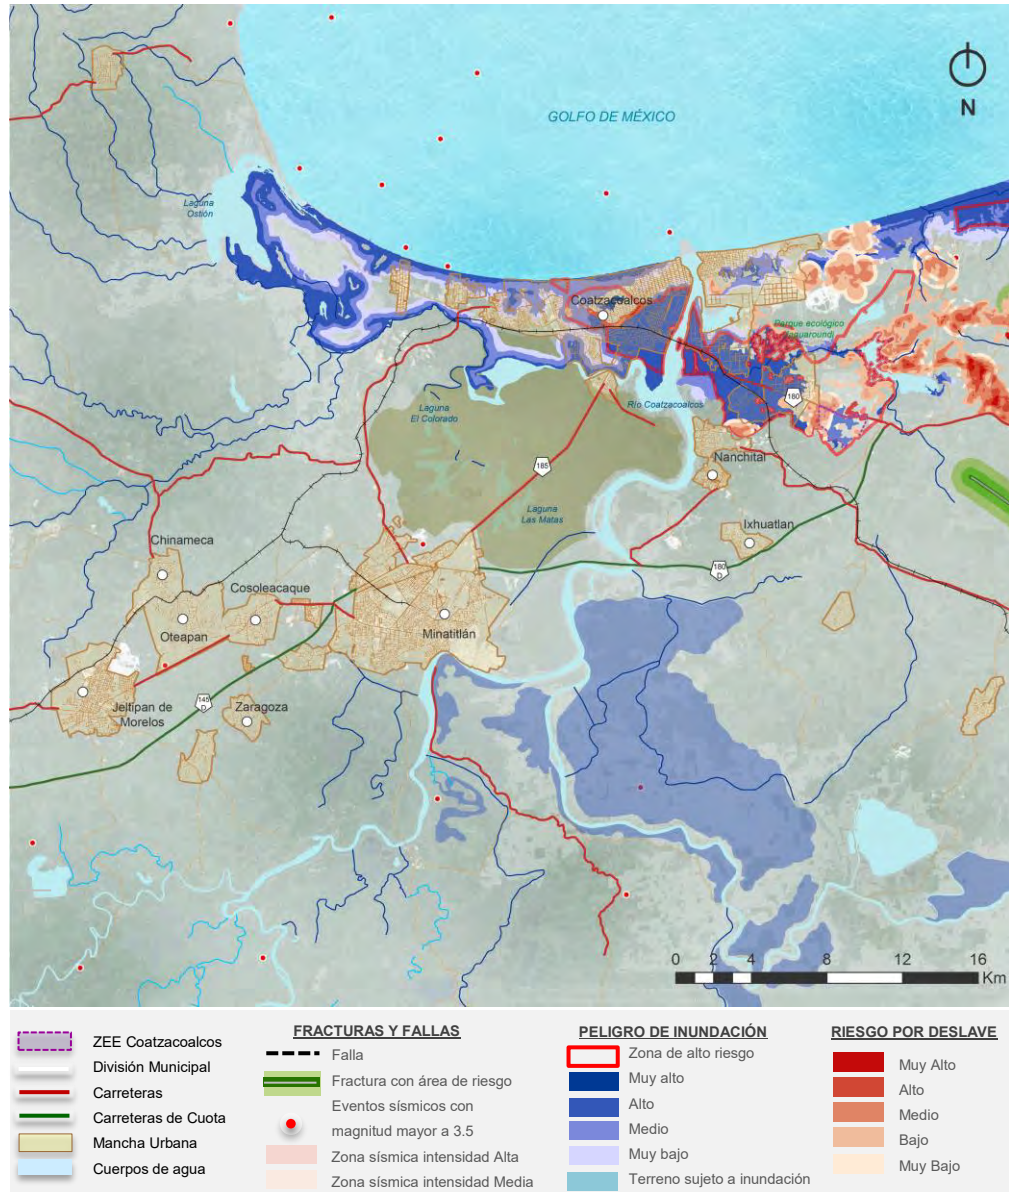 GOLFO DE MÉXICO
N
Laguna
Ostión
Coatzacoalcos
Parque ecológico
Jaguaroundi
180
Laguna
El Colorado
Río Coatzacoalcos
185
Nanchital
Laguna
Las Matas
Ixhuatlan
Chinameca
180
D
Cosoleacaque
Oteapan
Minatitlán
145
D
Jeltipan de
Morelos
Zaragoza
0 2 4 8 12 16
Km
ZEE Coatzacoalcos
División Municipal
Carreteras
Carreteras de Cuota
Mancha Urbana
Cuerpos de agua
FRACTURAS Y FALLAS
Falla
Fractura con área de riesgo
Eventos sísmicos con
magnitud mayor a 3.5
Zona sísmica intensidad Alta
Zona sísmica intensidad Media
PELIGRO DE INUNDACIÓN
Zona de alto riesgo
Muy alto
Alto
Medio
Muy bajo
Terreno sujeto a inundación
RIESGO POR DESLAVE
Muy Alto
Alto
Medio
Bajo
Muy Bajo